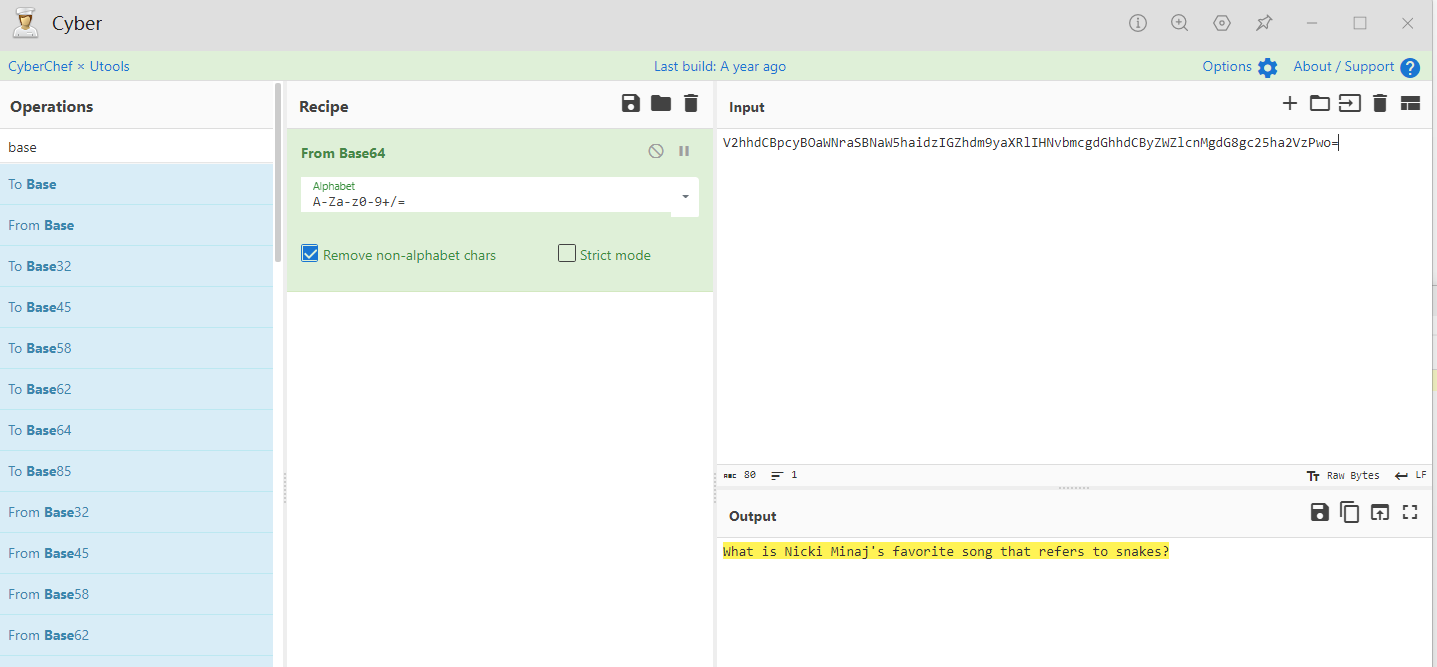 Cyber
CyberChef × Utools
Last build: A year ago
Options
About / Support
Operations
base
To Base
From Base
To Base32
To Base45
To Base58
To Base62
To Base64
To Base85
From Base32
From Base45
From Base58
From Base62
Recipe
From Base64
Alphabet
A-Za-z0-9+/=
Remove non-alphabet chars
Strict mode
Input
V2hhdCBpcyBOaWNraSBNaW5haidzIGZhdm9yaXRlIHNvbmcgdGhhdCByZWZlcnMgdG8gc25ha2VzPwo=
ABC 80
1
Raw Bytes
LF
Output
What is Nicki Minaj's favorite song that refers to snakes?